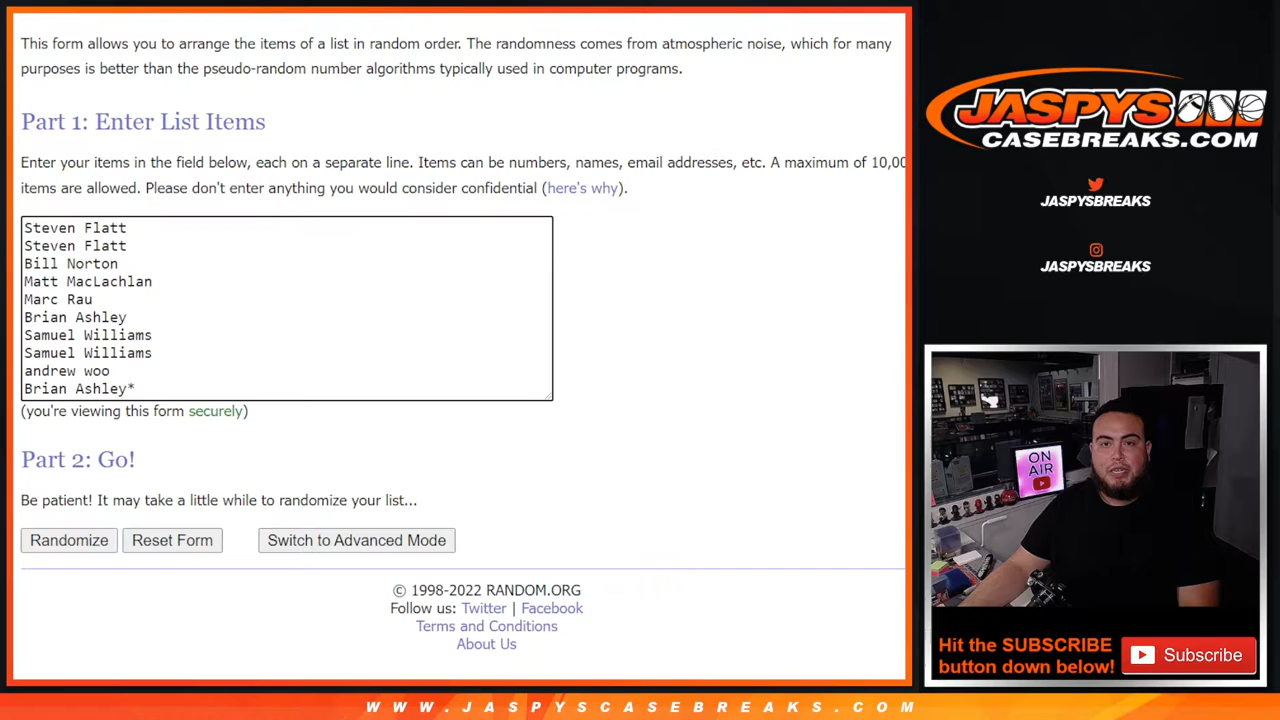 This form allows you to arrange the items of a list in random order. The randomness comes from atmospheric noise, which for many
purposes is better than the pseudo-random number algorithms typically used in computer programs.
Part 1: Enter List Items
Enter your items in the field below, each on a separate line. Items can be numbers, names, email addresses, etc. A maximum of 10,00
items are allowed. Please don't enter anything you would consider confidential (here's why).
Steven Flatt
Steven Flatt
Bill Norton
Matt MacLachlan
Marc Rau
Brian Ashley
Samuel Williams
Samuel Williams
andrew woo
Brian Ashley*
(you're viewing this form securely)
Part 2: Go!
Be patient! It may take a little while to randomize your list...
Randomize
Reset Form
Switch to Advanced Mode
© 1998-2022 RANDOM.ORG
Follow us: Twitter | Facebook
Terms and Conditions
About Us
JASPYS
CASEBREAKS.COM
JASPYSBREAKS
JASPYSBREAKS
ON
AIR
Hit the SUBSCRIBE
button down below!
Subscribe
WWW.JASPYSCASEBREAKS.COM